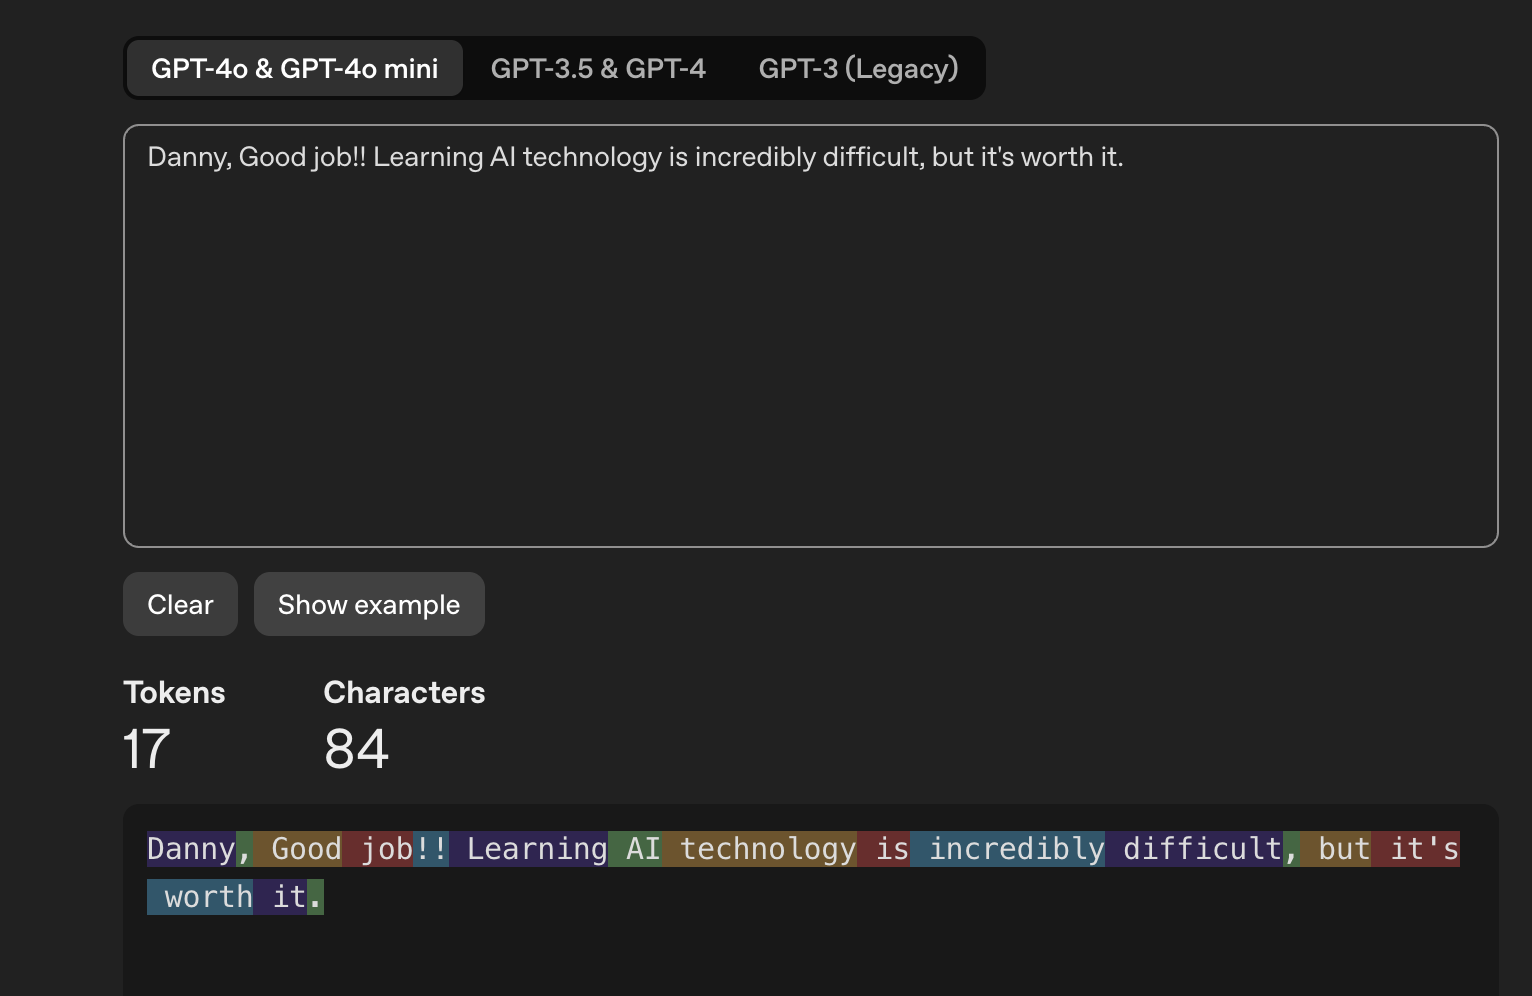 GPT-4o & GPT-4o mini GPT-3.5 & GPT-4 GPT-3 (Legacy)
Danny, Good job!! Learning AI technology is incredibly difficult, but it's worth it.
Clear Show example
Tokens Characters
17 84
Danny, Good job!! Learning AI technology is incredibly difficult, but it's
worth it.